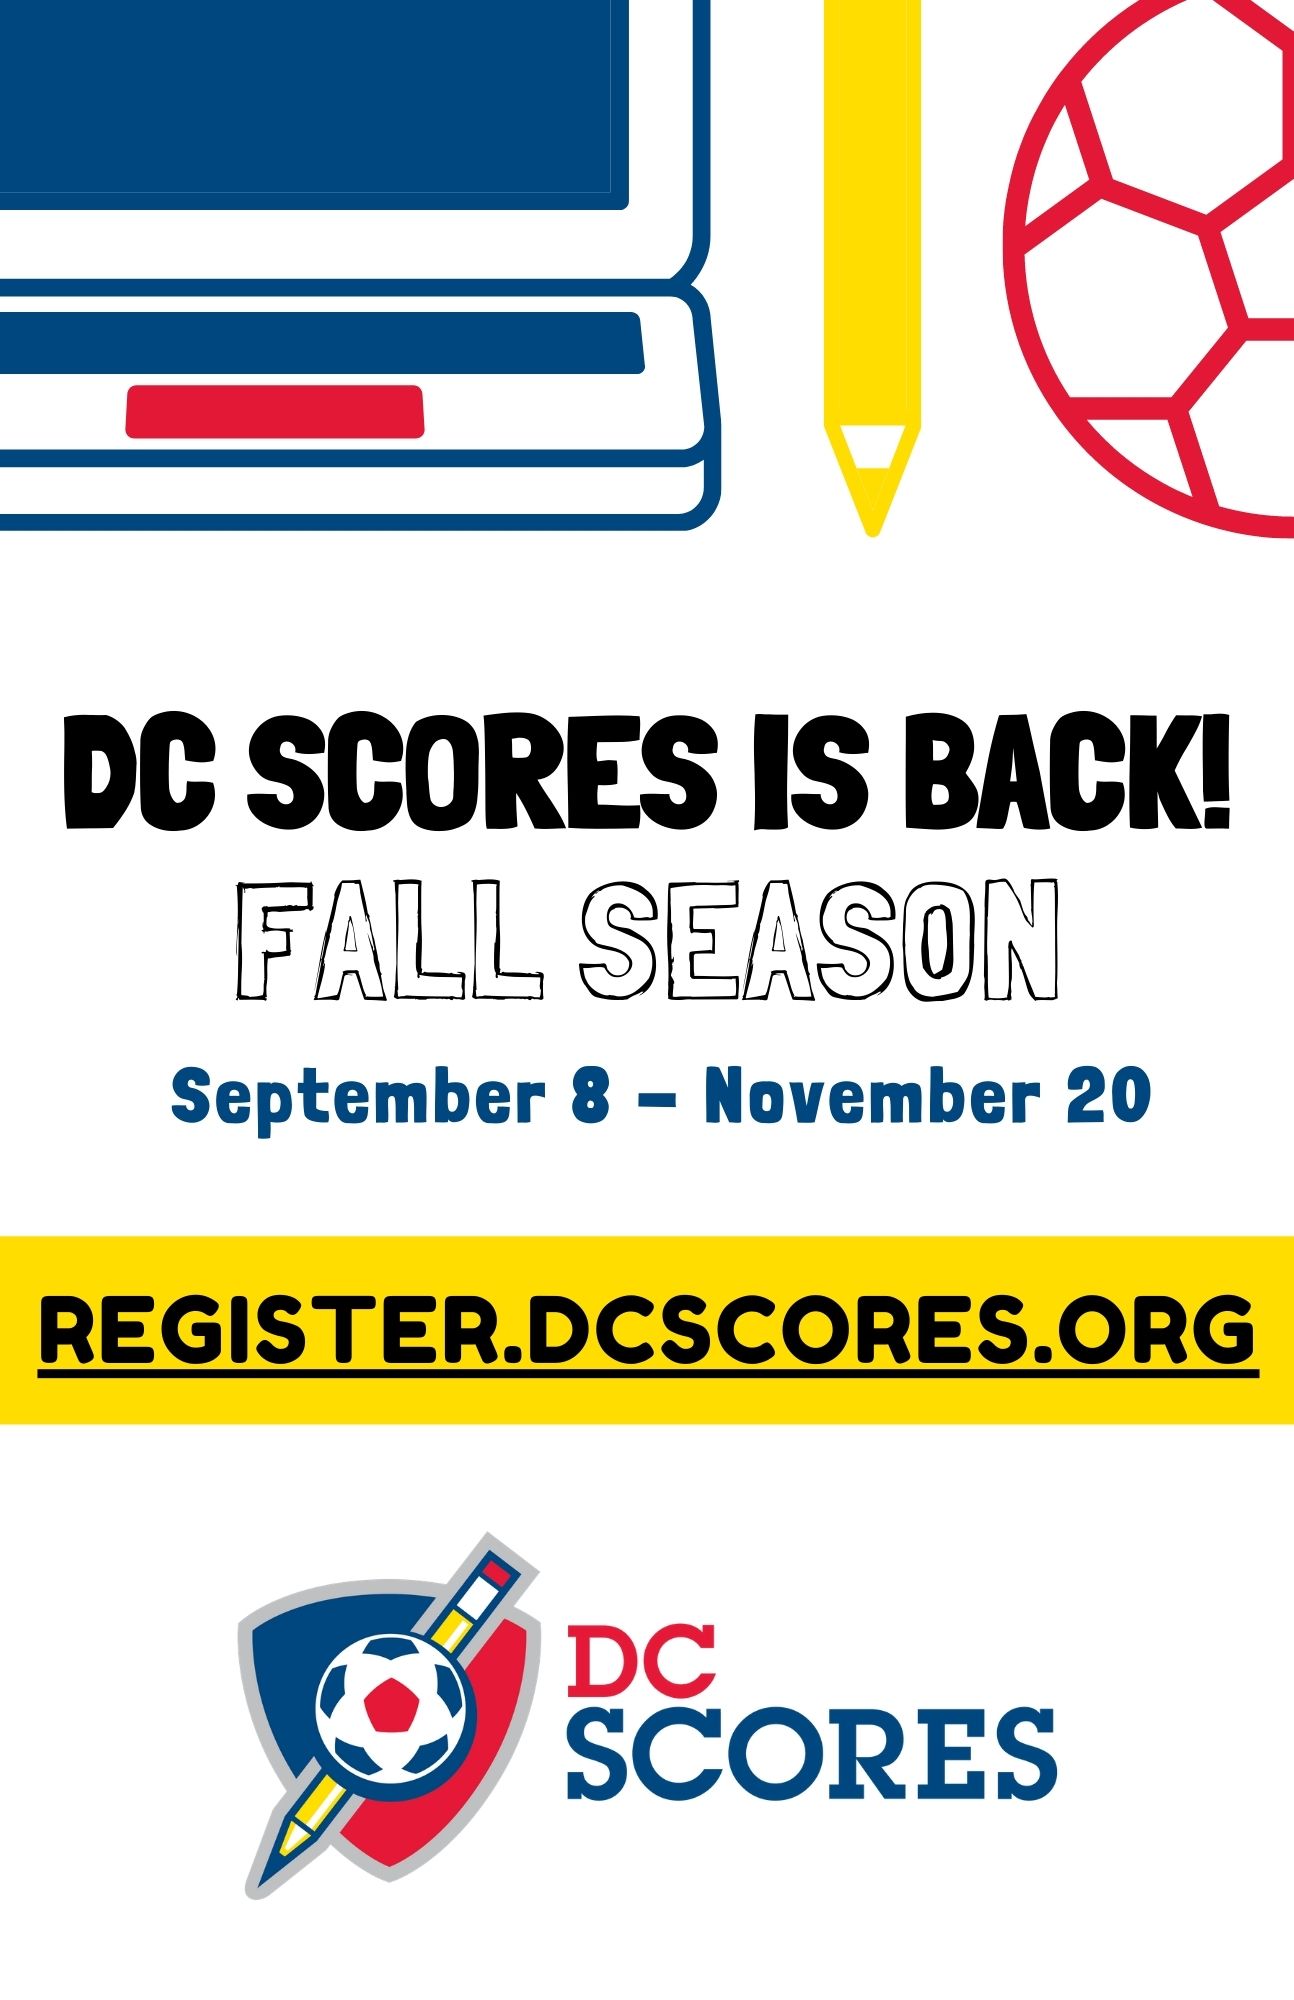 DC SCORES IS BACK!
FALL SEASON
September 8 – November 20
REGISTER.DCSCORES.ORG
DC
SCORES